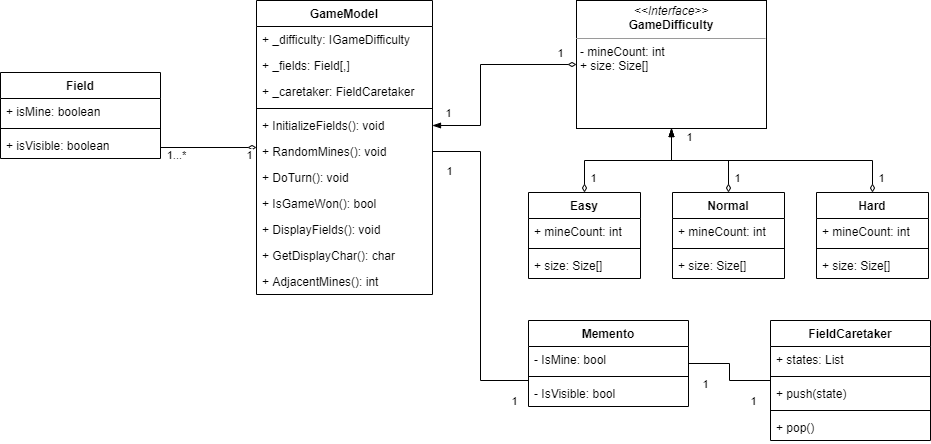 GameModel
+ _difficulty: IGameDifficulty
+ _fields: Field[,]
+ _caretaker: FieldCaretaker
+ InitializeFields(): void
+ RandomMines(): void
+ DoTurn(): void
+ IsGameWon(): bool
+ DisplayFields(): void
+ GetDisplayChar(): char
+ AdjacentMines(): int
Field
+ isMine: boolean
+ isVisible: boolean
1...*
1
<<Interface>>
GameDifficulty
- mineCount: int
+ size: Size[]
1
1
1
1
1
1
1
Easy
+ mineCount: int
+ size: Size[]
Normal
+ mineCount: int
+ size: Size[]
Hard
+ mineCount: int
+ size: Size[]
Memento
- IsMine: bool
- IsVisible: bool
1
1
1
FieldCaretaker
+ states: List
+ push(state)
+ pop()